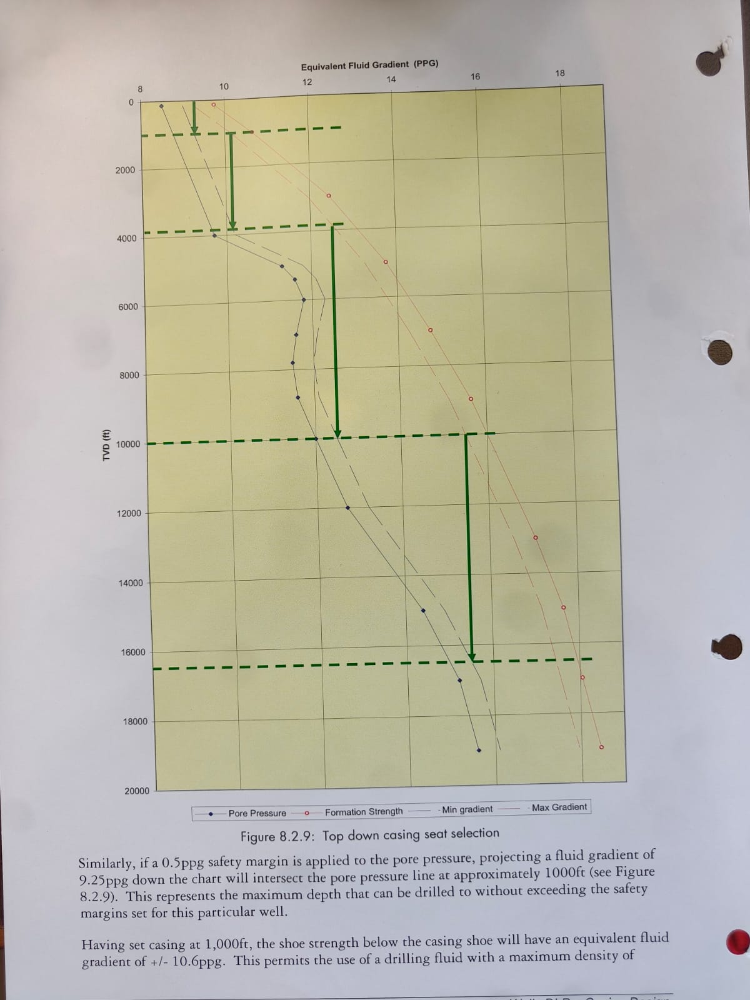 Equivalent Fluid Gradient (PPG)
8 10 12 14 16 18
0
2000
4000
6000
8000
TVD (ft)
10000
12000
14000
16000
18000
20000
Pore Pressure Formation Strength Min gradient Max Gradient
Figure 8.2.9: Top down casing seat selection
Similarly, if a 0.5ppg safety margin is applied to the pore pressure, projecting a fluid gradient of
9.25ppg down the chart will intersect the pore pressure line at approximately 1000ft (see Figure
8.2.9). This represents the maximum depth that can be drilled to without exceeding the safety
margins set for this particular well.
Having set casing at 1,000ft, the shoe strength below the casing shoe will have an equivalent fluid
gradient of +/- 10.6ppg. This permits the use of a drilling fluid with a maximum density of